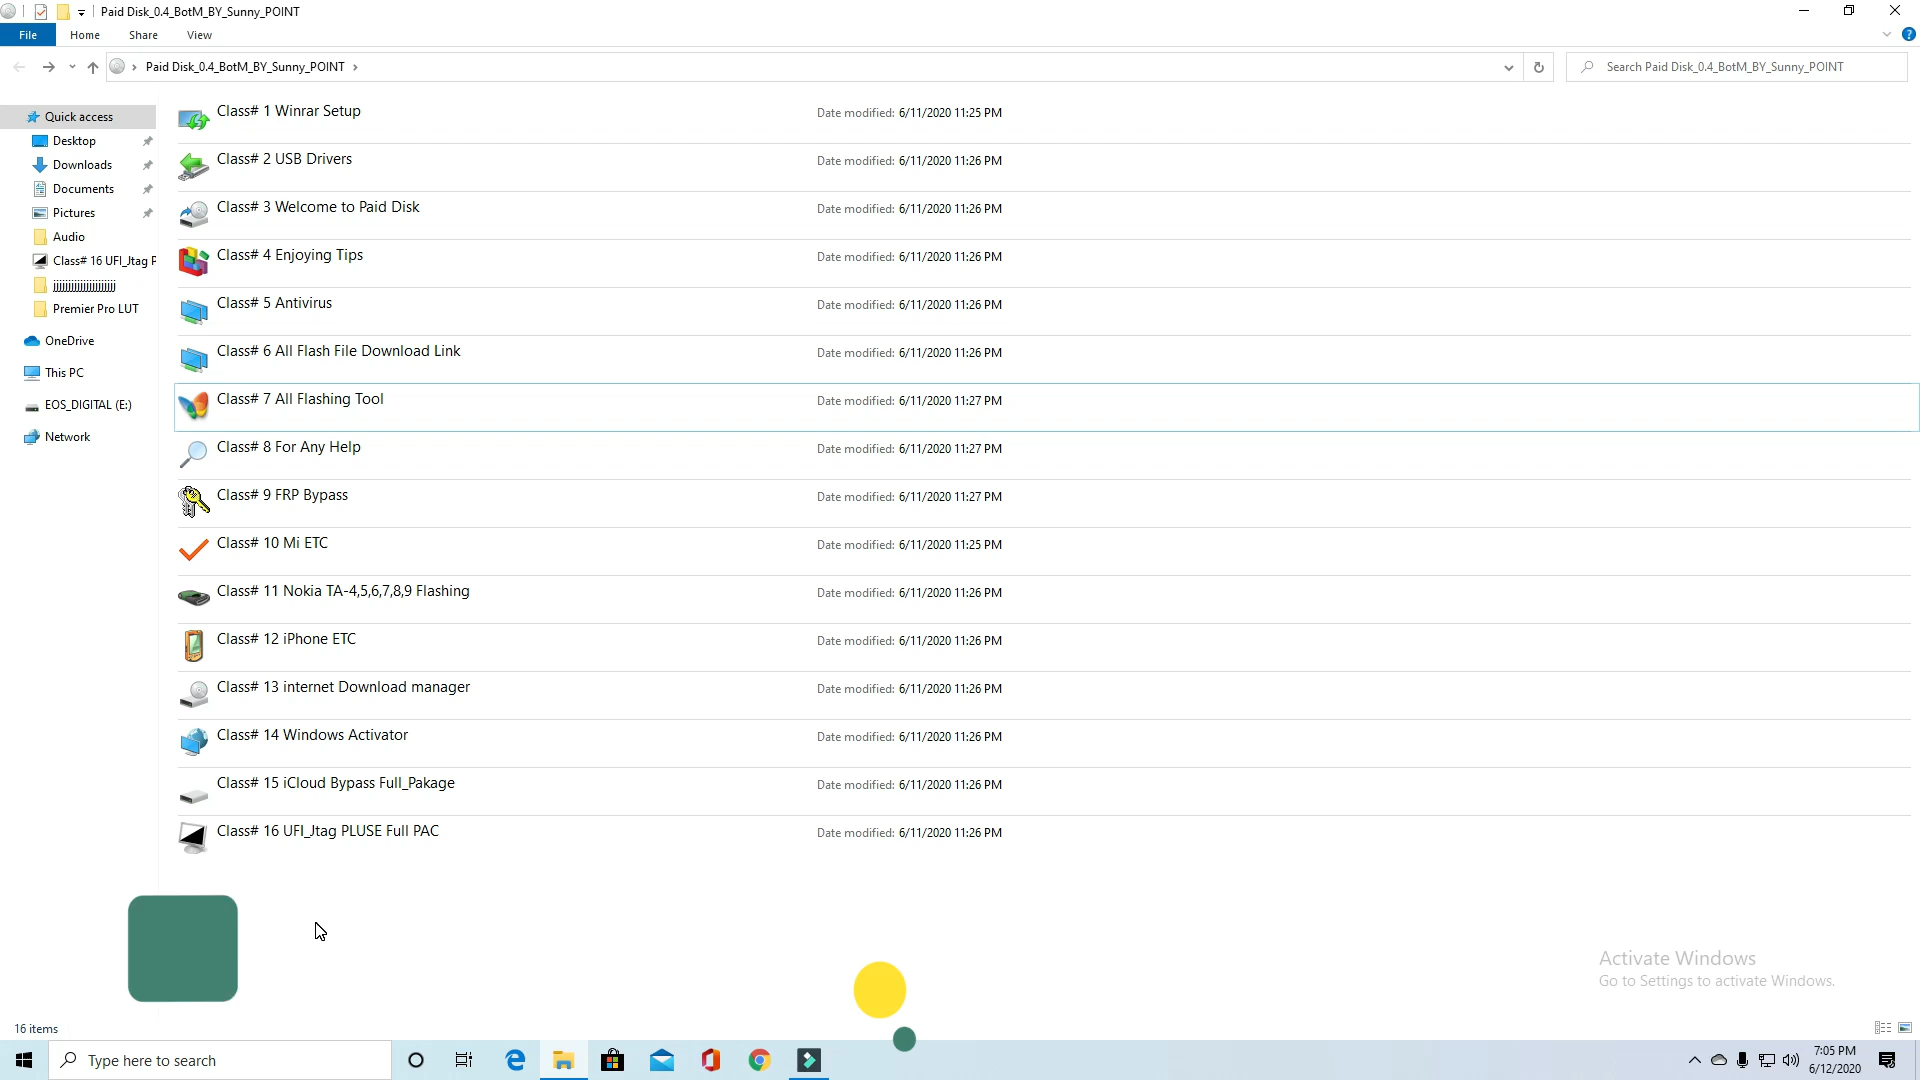 Paid Disk_0.4_BotM_BY_Sunny_POINT
File Home Share View
Paid Disk_0.4_BotM_BY_Sunny_POINT
Search Paid Disk_0.4_BotM_BY_Sunny_POINT
Quick access
Desktop
Downloads
Documents
Pictures
Audio
Class# 16 UFI_Jtag P
Premier Pro LUT
OneDrive
This PC
EOS_DIGITAL (E:)
Network
Class# 1 Winrar Setup Date modified: 6/11/2020 11:25 PM
Class# 2 USB Drivers Date modified: 6/11/2020 11:26 PM
Class# 3 Welcome to Paid Disk Date modified: 6/11/2020 11:26 PM
Class# 4 Enjoying Tips Date modified: 6/11/2020 11:26 PM
Class# 5 Antivirus Date modified: 6/11/2020 11:26 PM
Class# 6 All Flash File Download Link Date modified: 6/11/2020 11:26 PM
Class# 7 All Flashing Tool Date modified: 6/11/2020 11:27 PM
Class# 8 For Any Help Date modified: 6/11/2020 11:27 PM
Class# 9 FRP Bypass Date modified: 6/11/2020 11:27 PM
Class# 10 Mi ETC Date modified: 6/11/2020 11:25 PM
Class# 11 Nokia TA-4,5,6,7,8,9 Flashing Date modified: 6/11/2020 11:26 PM
Class# 12 iPhone ETC Date modified: 6/11/2020 11:26 PM
Class# 13 internet Download manager Date modified: 6/11/2020 11:26 PM
Class# 14 Windows Activator Date modified: 6/11/2020 11:26 PM
Class# 15 iCloud Bypass Full_Pakage Date modified: 6/11/2020 11:26 PM
Class# 16 UFI_Jtag PLUSE Full PAC Date modified: 6/11/2020 11:26 PM
Activate Windows
Go to Settings to activate Windows.
16 items
Type here to search
7:05 PM
6/12/2020